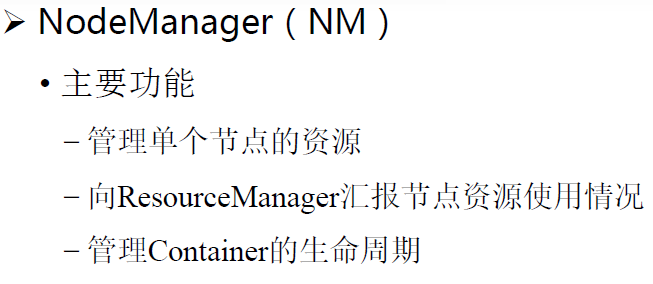 ➢ NodeManager（NM）
• 主要功能
– 管理单个节点的资源
– 向ResourceManager汇报节点资源使用情况
– 管理Container的生命周期